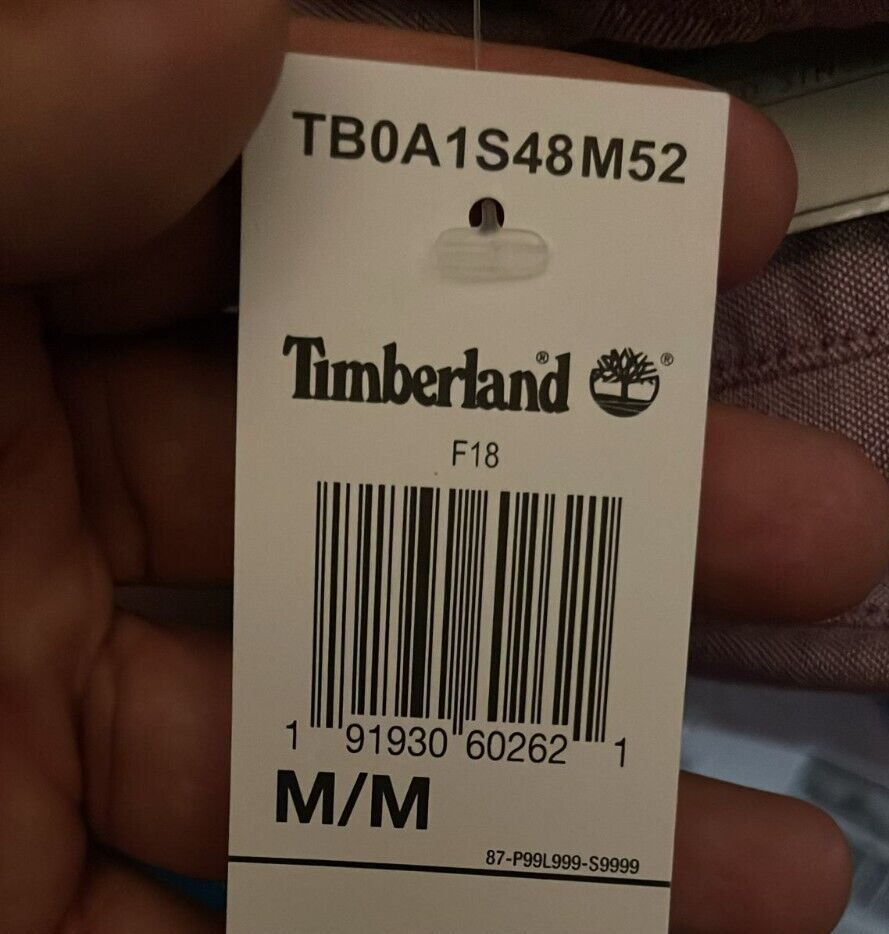 TB0A1S48M52
Timberland® ®
F18
1 91930 60262 1
M/M
87-P99L999-S9999